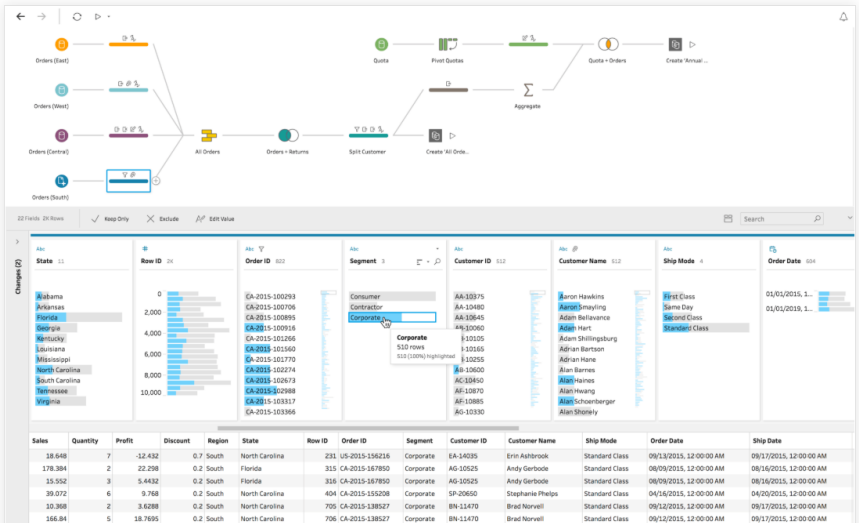 Orders (East)
Quota
Pivot Quotas
Quota + Orders
Create 'Annual ...
Orders (West)
Aggregate
Orders (Central)
All Orders
Orders + Returns
Split Customer
Create 'All Orde...
Orders (South)
22 Fields 2K Rows
Keep Only
Exclude
Edit Value
Search
Changes (2)
Abc
State 11
Alabama
Arkansas
Florida
Georgia
Kentucky
Louisiana
Mississippi
North Carolina
South Carolina
Tennessee
Virginia
#
Row ID 2K
0
2,000
4,000
6,000
8,000
10,000
Abc
Order ID 822
CA-2015-100293
CA-2015-100706
CA-2015-100895
CA-2015-100916
CA-2015-101266
CA-2015-101560
CA-2015-101770
CA-2015-102274
CA-2015-102673
CA-2015-102988
CA-2015-103317
CA-2015-103366
Abc
Segment 3
Consumer
Contractor
Corporate
Corporate
510 rows
510 (100%) highlighted
Abc
Customer ID 512
AA-10375
AA-10480
AA-10645
AB-10060
AB-10600
AC-10450
AF-10870
AF-10885
AG-10330
Abc
Customer Name 512
Aaron Hawkins
Aaron Smayling
Adam Bellavance
Adam Hart
Adam Shillingsburg
Adrian Bartson
Adrian Hane
Alan Barnes
Alan Haines
Alan Hwang
Alan Schoenberger
Alan Shonely
Abc
Ship Mode 4
First Class
Same Day
Second Class
Standard Class
Order Date
01/01/2015, 1...
01/01/2019, 1...
Sales Quantity Profit Discount Region State Row ID Order ID Segment Customer ID Customer Name Ship Mode Order Date Ship Date
18.648 7 -12.432 0.7 South North Carolina 231 US-2015-156216 Corporate EA-14035 Erin Ashbrook Standard Class 09/13/2015, 12:00:00 AM 09/17/2015, 12:00:00 AM
178.384 2 22.298 0.2 South Florida 315 CA-2015-167850 Corporate AG-10525 Andy Gerbode Standard Class 08/09/2015, 12:00:00 AM 08/16/2015, 12:00:00 AM
15.552 3 5.4432 0.2 South Florida 316 CA-2015-167850 Corporate AG-10525 Andy Gerbode Standard Class 08/09/2015, 12:00:00 AM 08/16/2015, 12:00:00 AM
39.072 6 9.768 0.2 South North Carolina 404 CA-2015-155208 Corporate SP-20650 Stephanie Phelps Standard Class 04/16/2015, 12:00:00 AM 04/20/2015, 12:00:00 AM
10.368 2 3.6288 0.2 South North Carolina 705 CA-2015-138527 Corporate BN-11470 Brad Norvell Standard Class 09/12/2015, 12:00:00 AM 09/17/2015, 12:00:00 AM
166.84 5 18.7695 0.2 South North Carolina 706 CA-2015-138527 Corporate BN-11470 Brad Norvell Standard Class 09/12/2015, 12:00:00 AM 09/17/2015, 12:00:00 AM